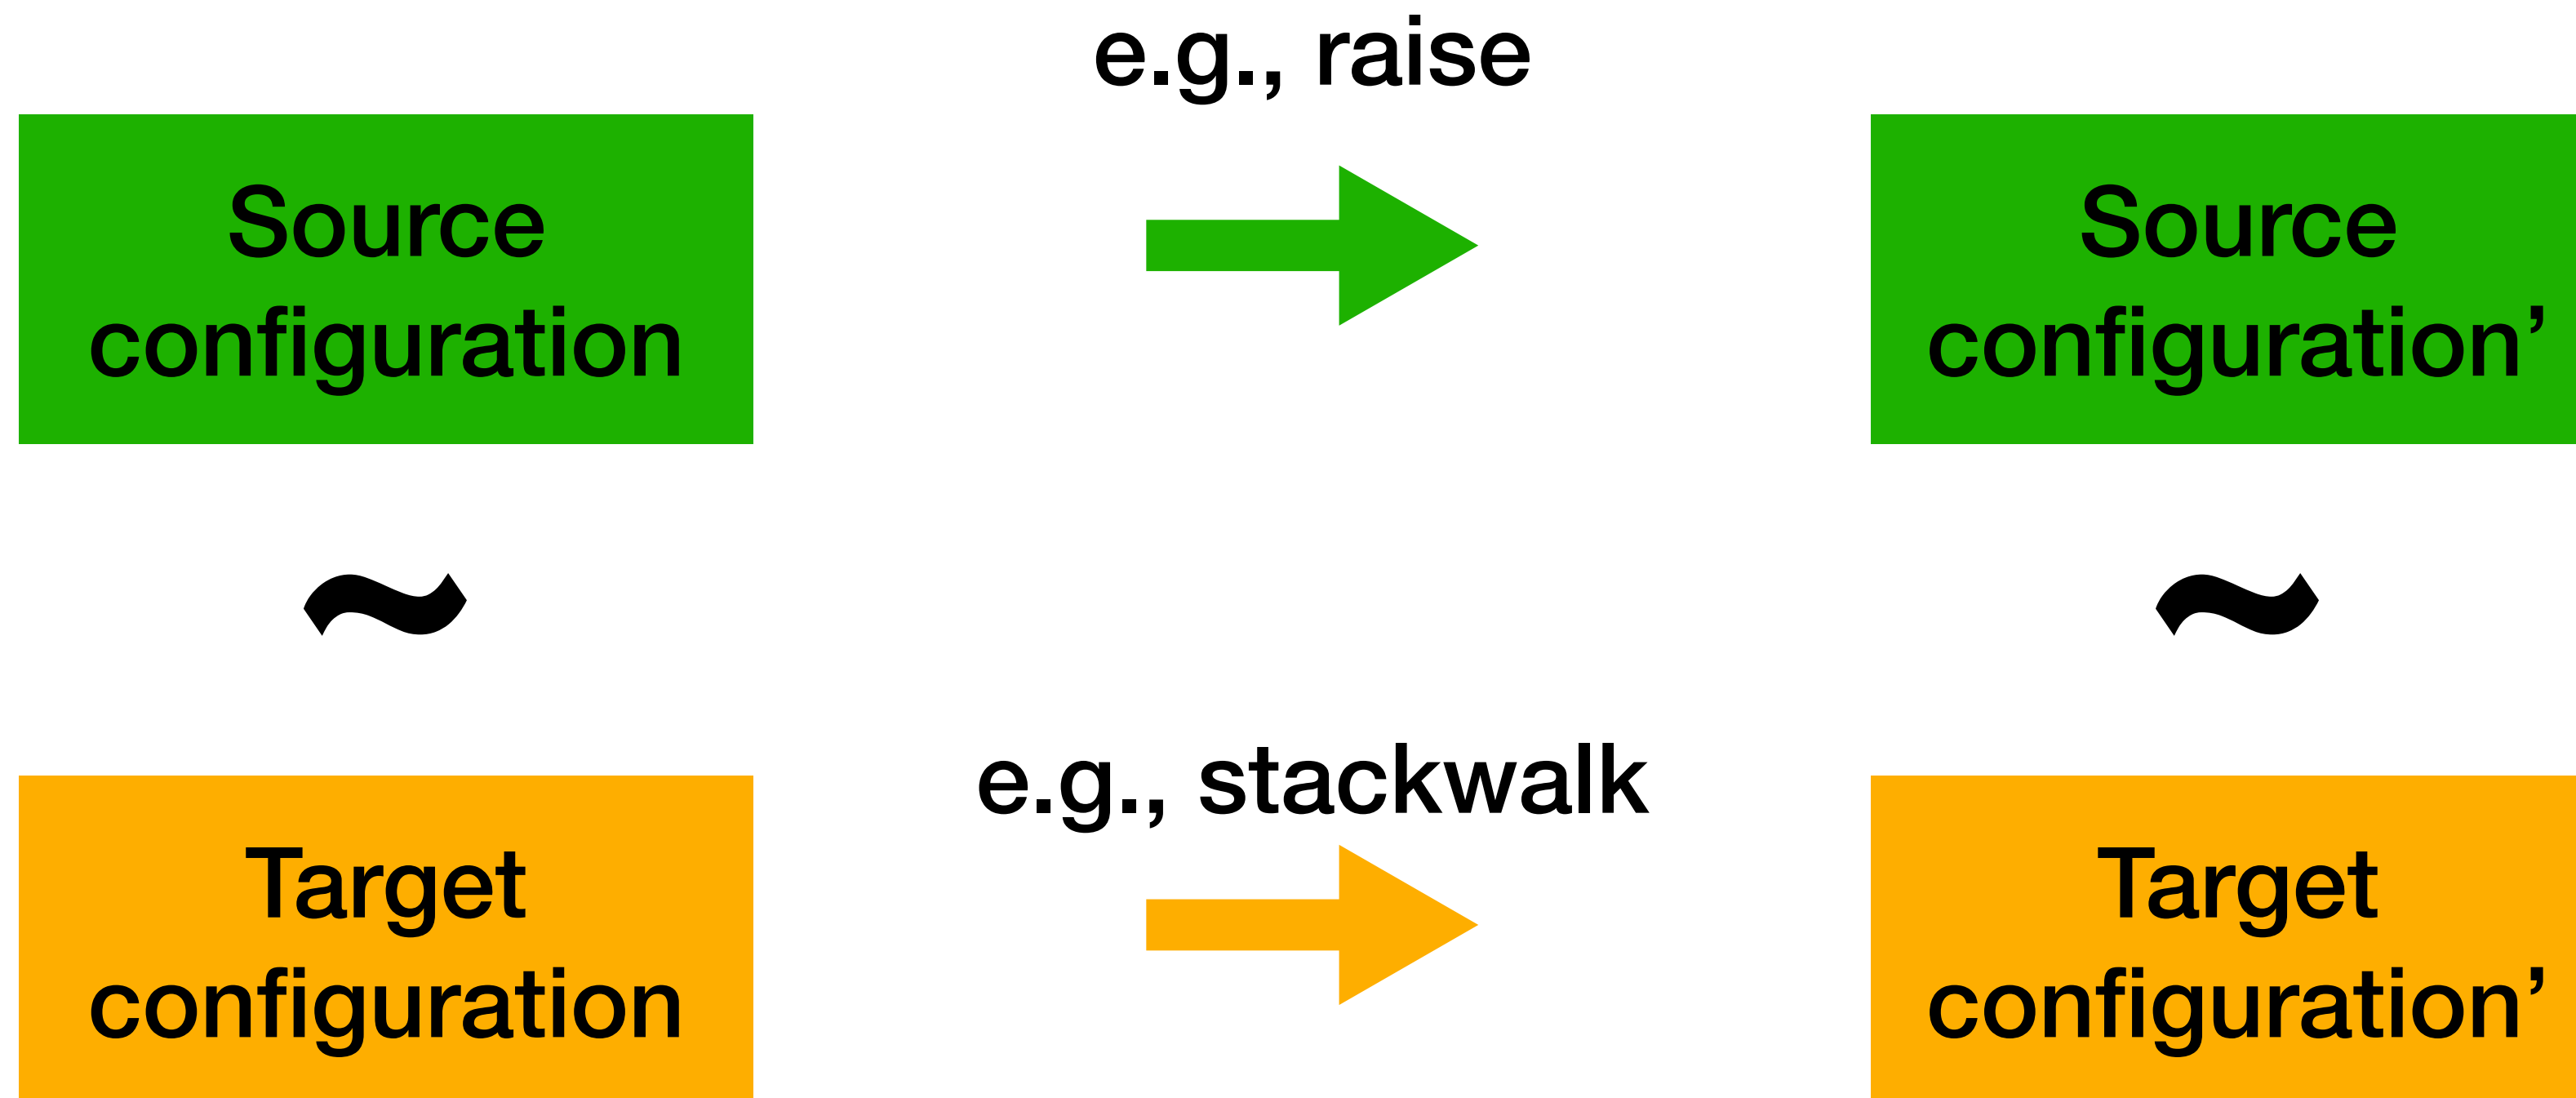 e.g., raise
Source
configuration
Source
configuration’
~
~
e.g., stackwalk
Target
configuration
Target
configuration’